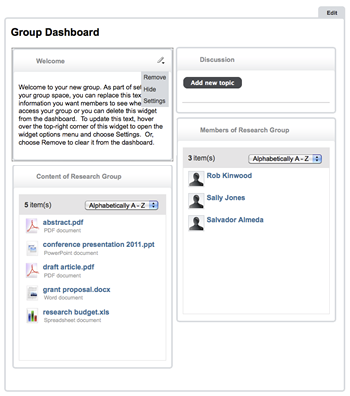 Edit
Group Dashboard
Welcome
Remove
Hide
Settings
Welcome to your new group. As part of set
your group space, you can replace this tex
information you want members to see whe
access your group or you can delete this widget
from the dashboard. To update this text, hover
over the top-right corner of this widget to open the
widget options menu and choose Settings. Or,
choose Remove to clear it from the dashboard.
Content of Research Group
5 item(s) Alphabetically A - Z
abstract.pdf
PDF document
conference presentation 2011.ppt
PowerPoint document
draft article.pdf
PDF document
grant proposal.docx
Word document
research budget.xls
Spreadsheet document
Discussion
Add new topic
Members of Research Group
3 item(s) Alphabetically A - Z
Rob Kinwood
Sally Jones
Salvador Almeda